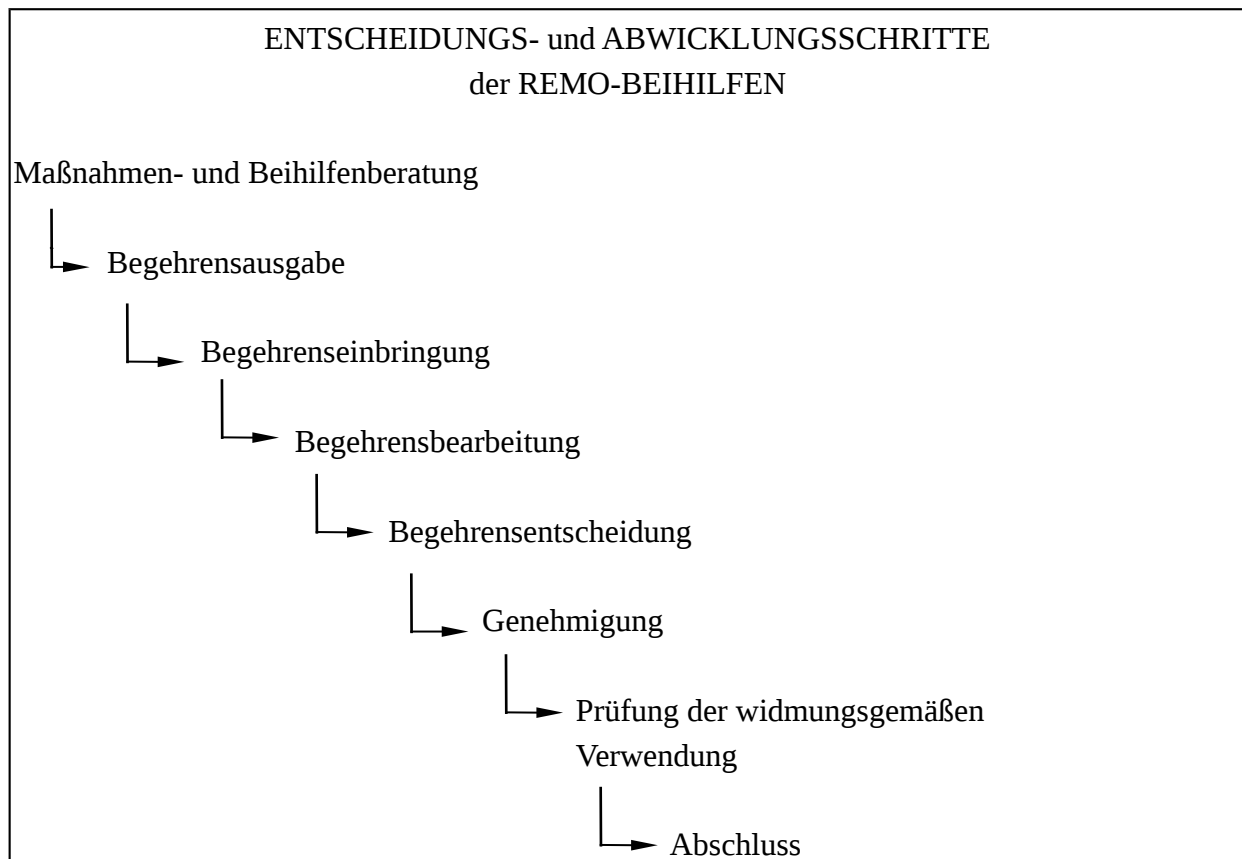 ENTSCHEIDUNGS- und ABWICKLUNGSSCHRITTE
der REMO-BEIHILFEN
Maßnahmen- und Beihilfenberatung
Begehrensausgabe
Begehrenseinbringung
Begehrensbearbeitung
Begehrensentscheidung
Genehmigung
Prüfung der widmungsgemäßen
Verwendung
Abschluss